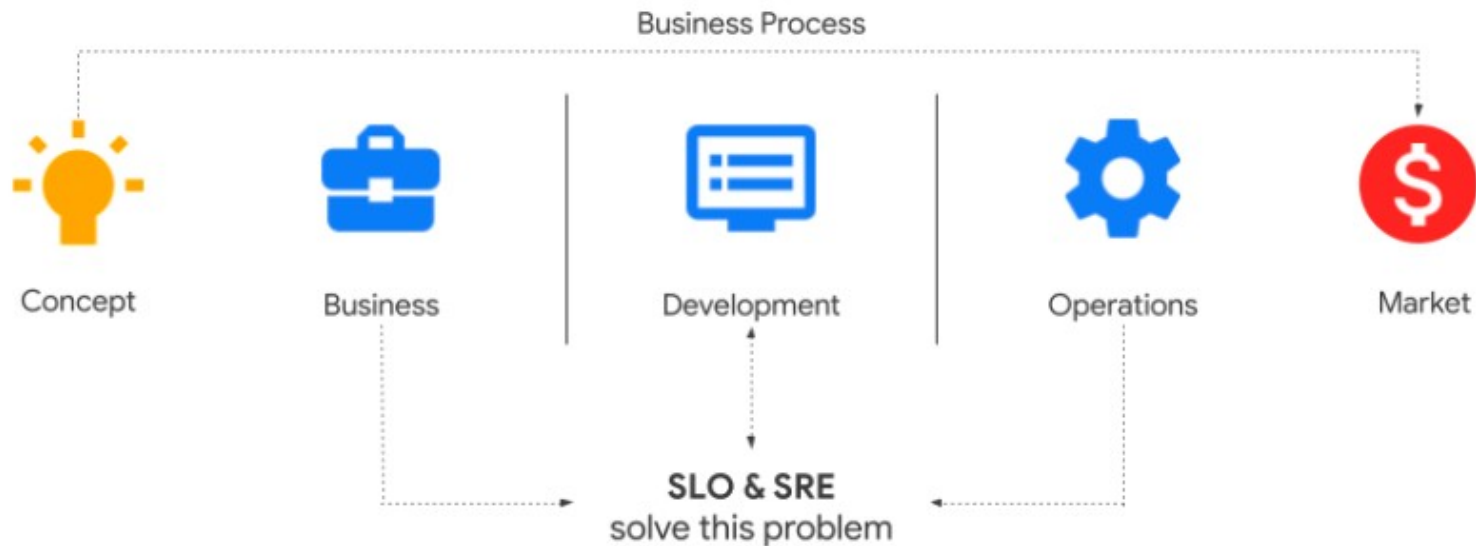 Business Process
Concept
Business
Development
Operations
Market
SLO & SRE
solve this problem